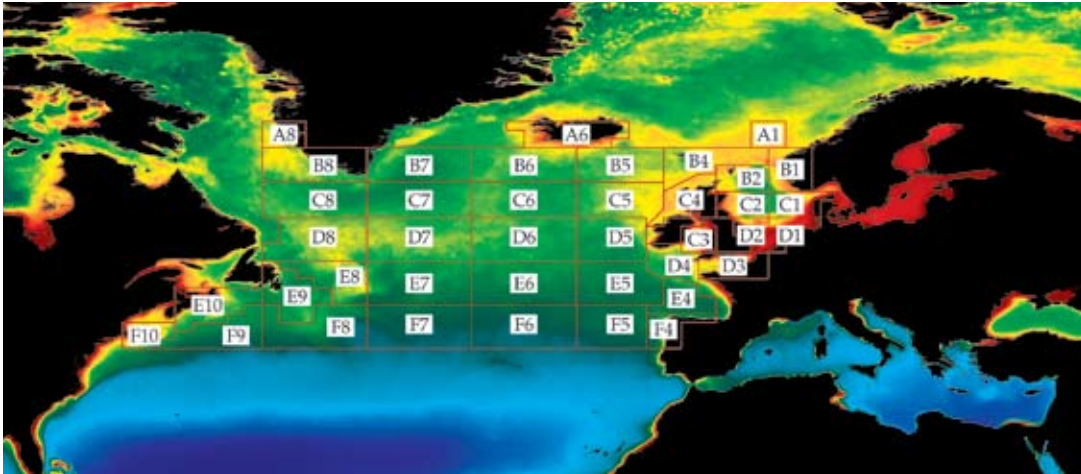 A8 A6 A1
B8 B7 B6 B5 B4 B2 B1
C8 C7 C6 C5 C4 C2 C1
D8 D7 D6 D5 C3 D2 D1
E8 E7 E6 E5 D4 D3
E10 E9 E4
F10 F9 F8 F7 F6 F5 F4